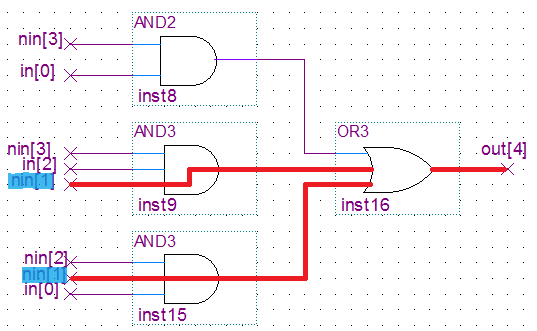 AND2
nin[3]
in[0]
inst8
AND3
OR3
nin[3]
in[2]
nin[1]
out[4]
inst9
inst16
AND3
nin[2]
nin[1]
in[0]
inst15